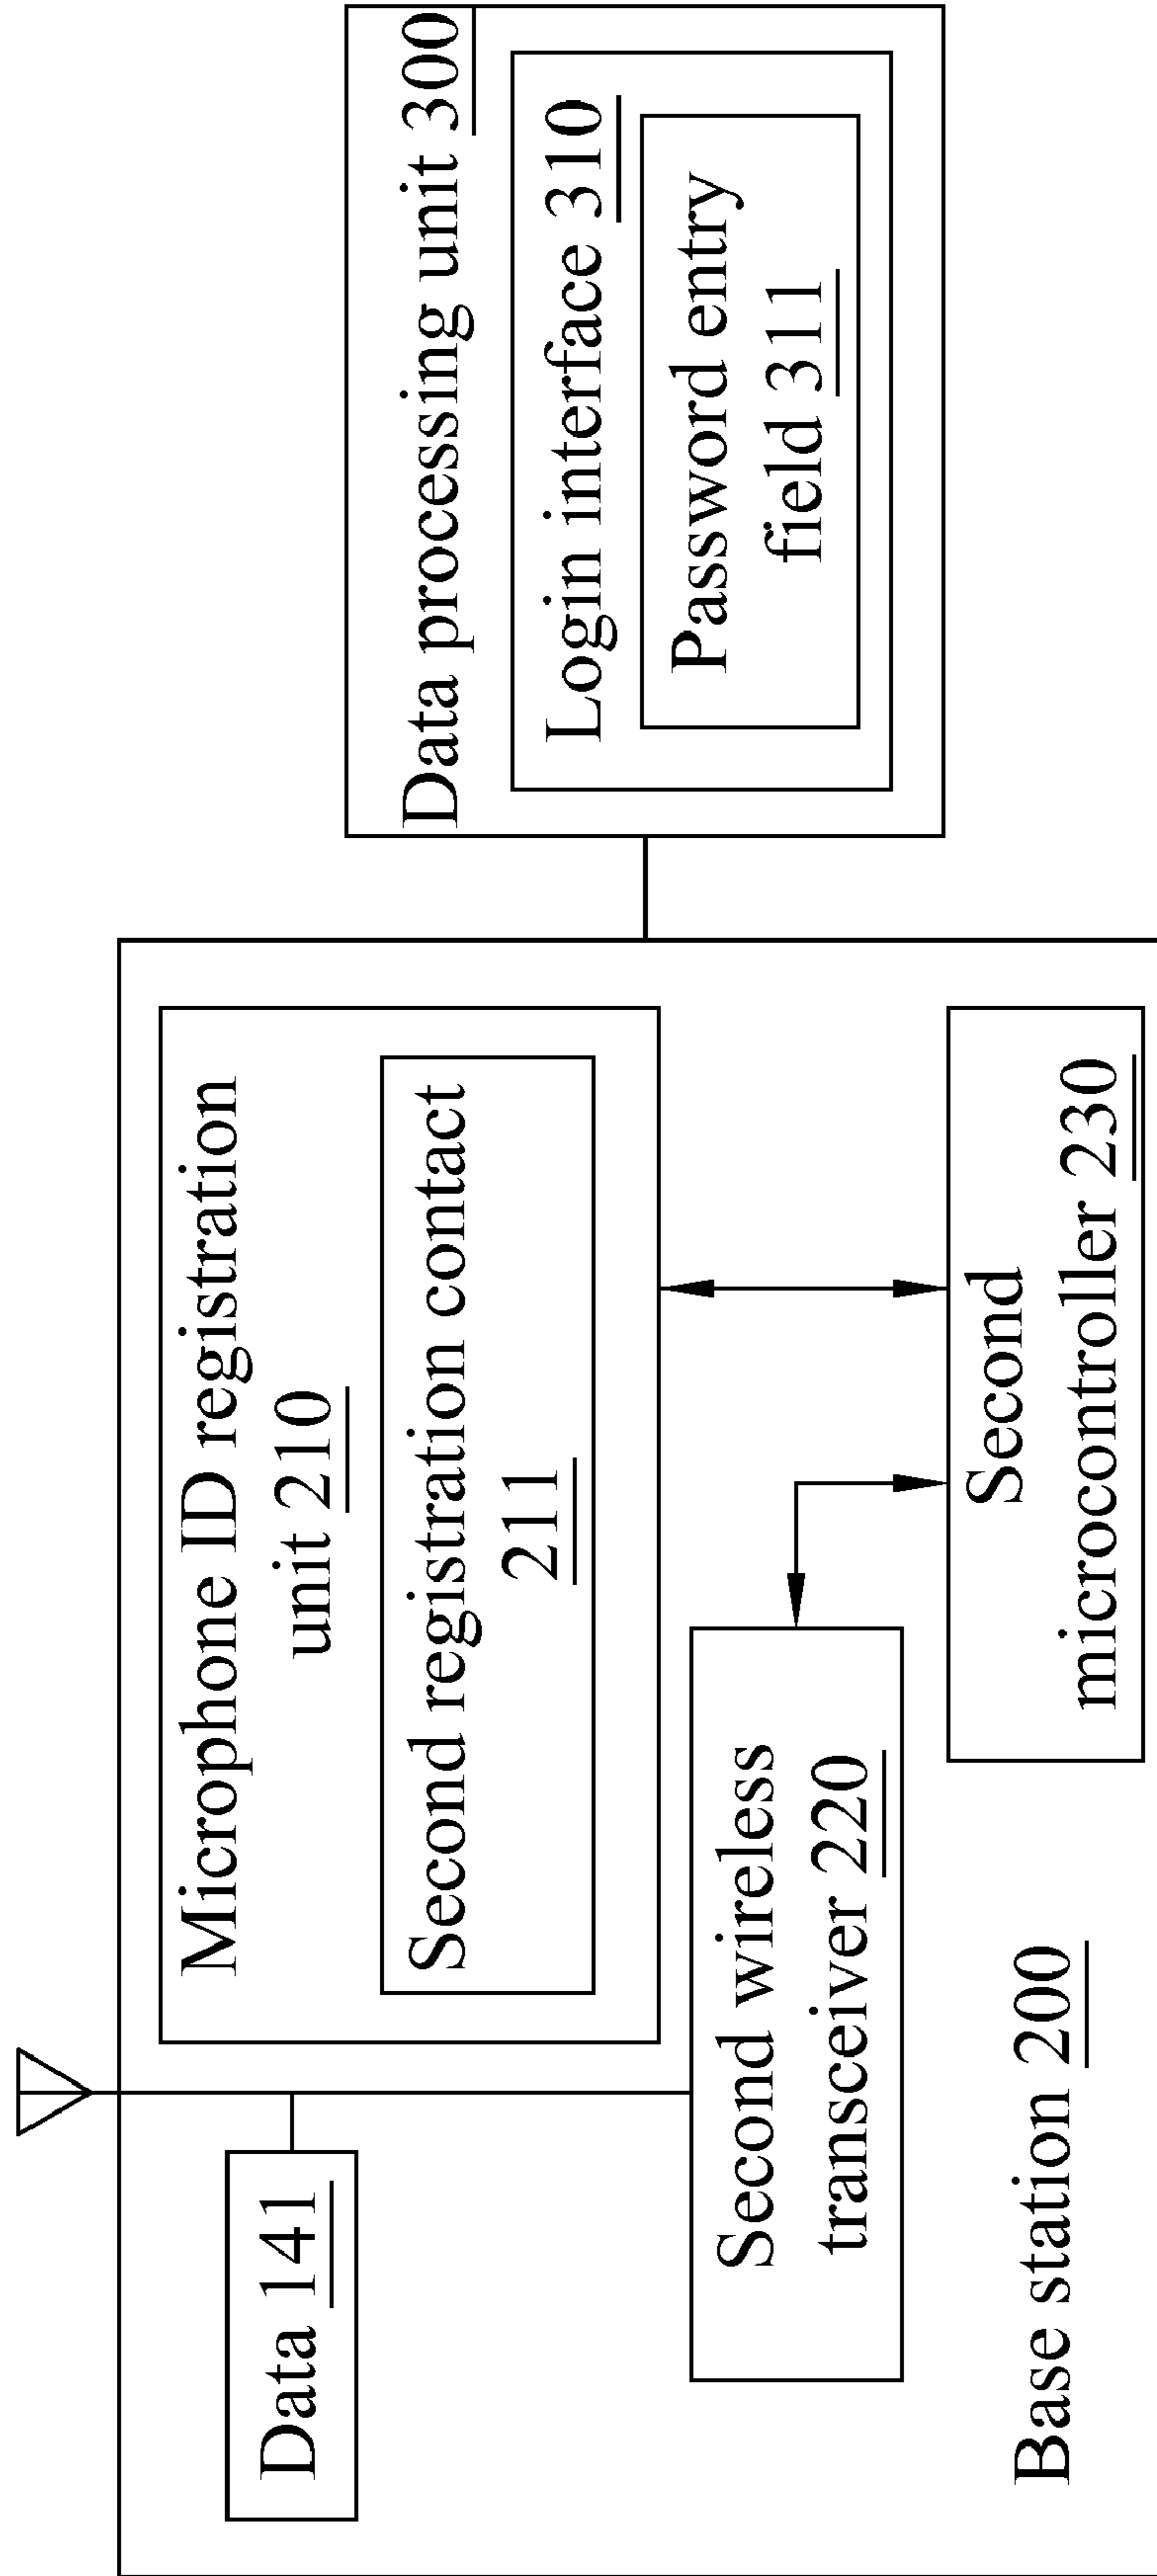 Data 141
Microphone ID registration
unit 210
Second registration contact
211
Second wireless
transceiver 220
Second
microcontroller 230
Base station 200
Data processing unit 300
Login interface 310
Password entry
field 311